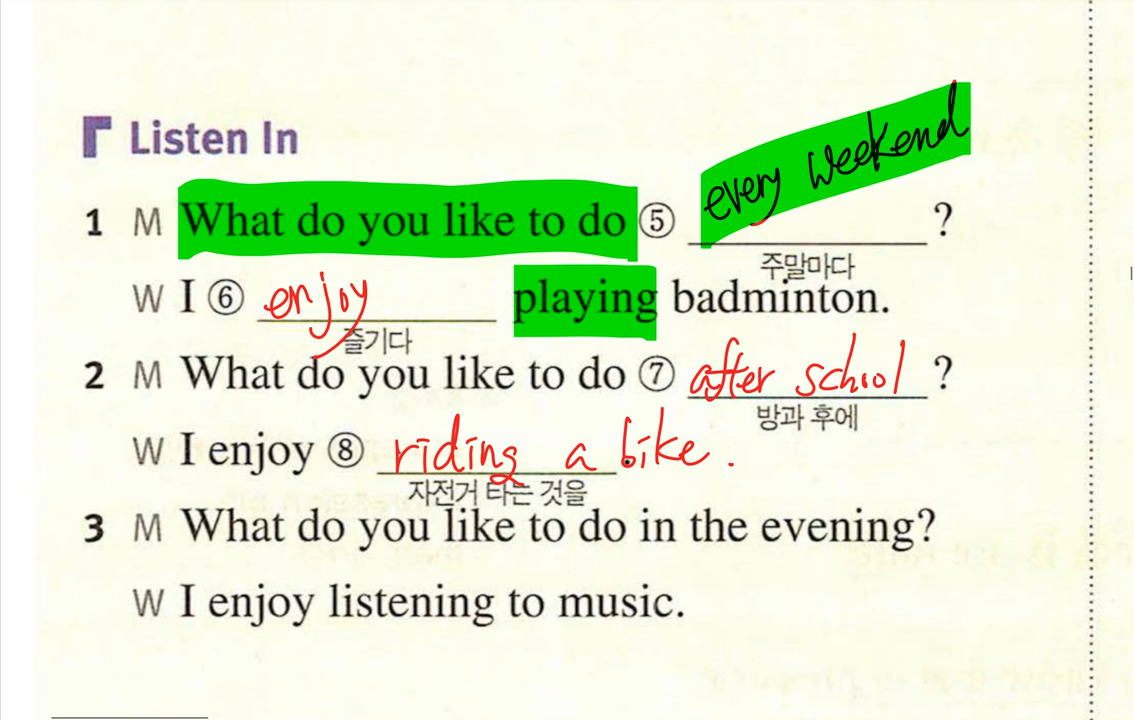 Listen In
1 M What do you like to do ⑤ every weekend ?
주말마다
W I ⑥ enjoy playing badminton.
즐기다
2 M What do you like to do ⑦ after school ?
방과 후에
W I enjoy ⑧ riding a bike.
자전거 타는 것을
3 M What do you like to do in the evening?
W I enjoy listening to music.